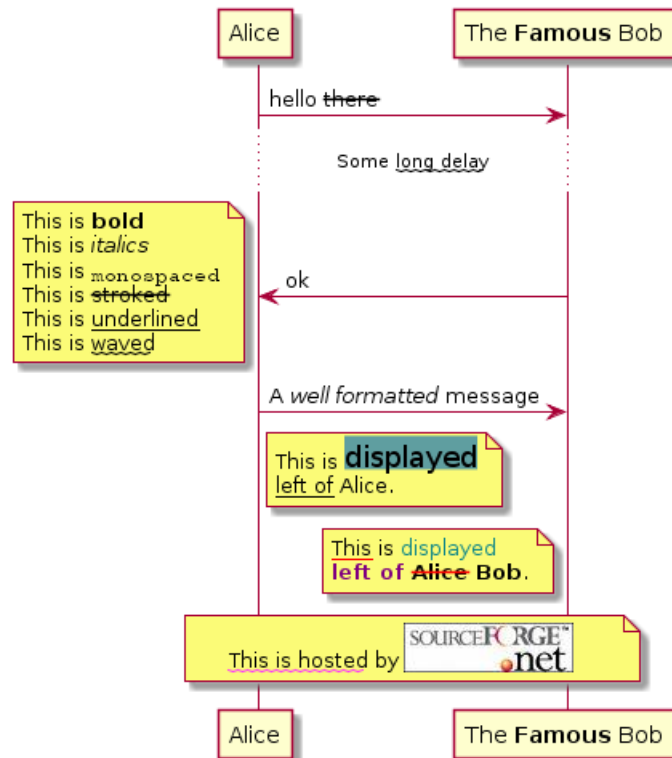 Alice
The Famous Bob
hello there
Some long delay
This is bold
This is italics
This is monospaced
This is stroked
This is underlined
This is waved
ok
A well formatted message
This is displayed
left of Alice.
This is displayed
left of Alice Bob.
This is hosted by SOURCEFORGE™
.net
Alice
The Famous Bob